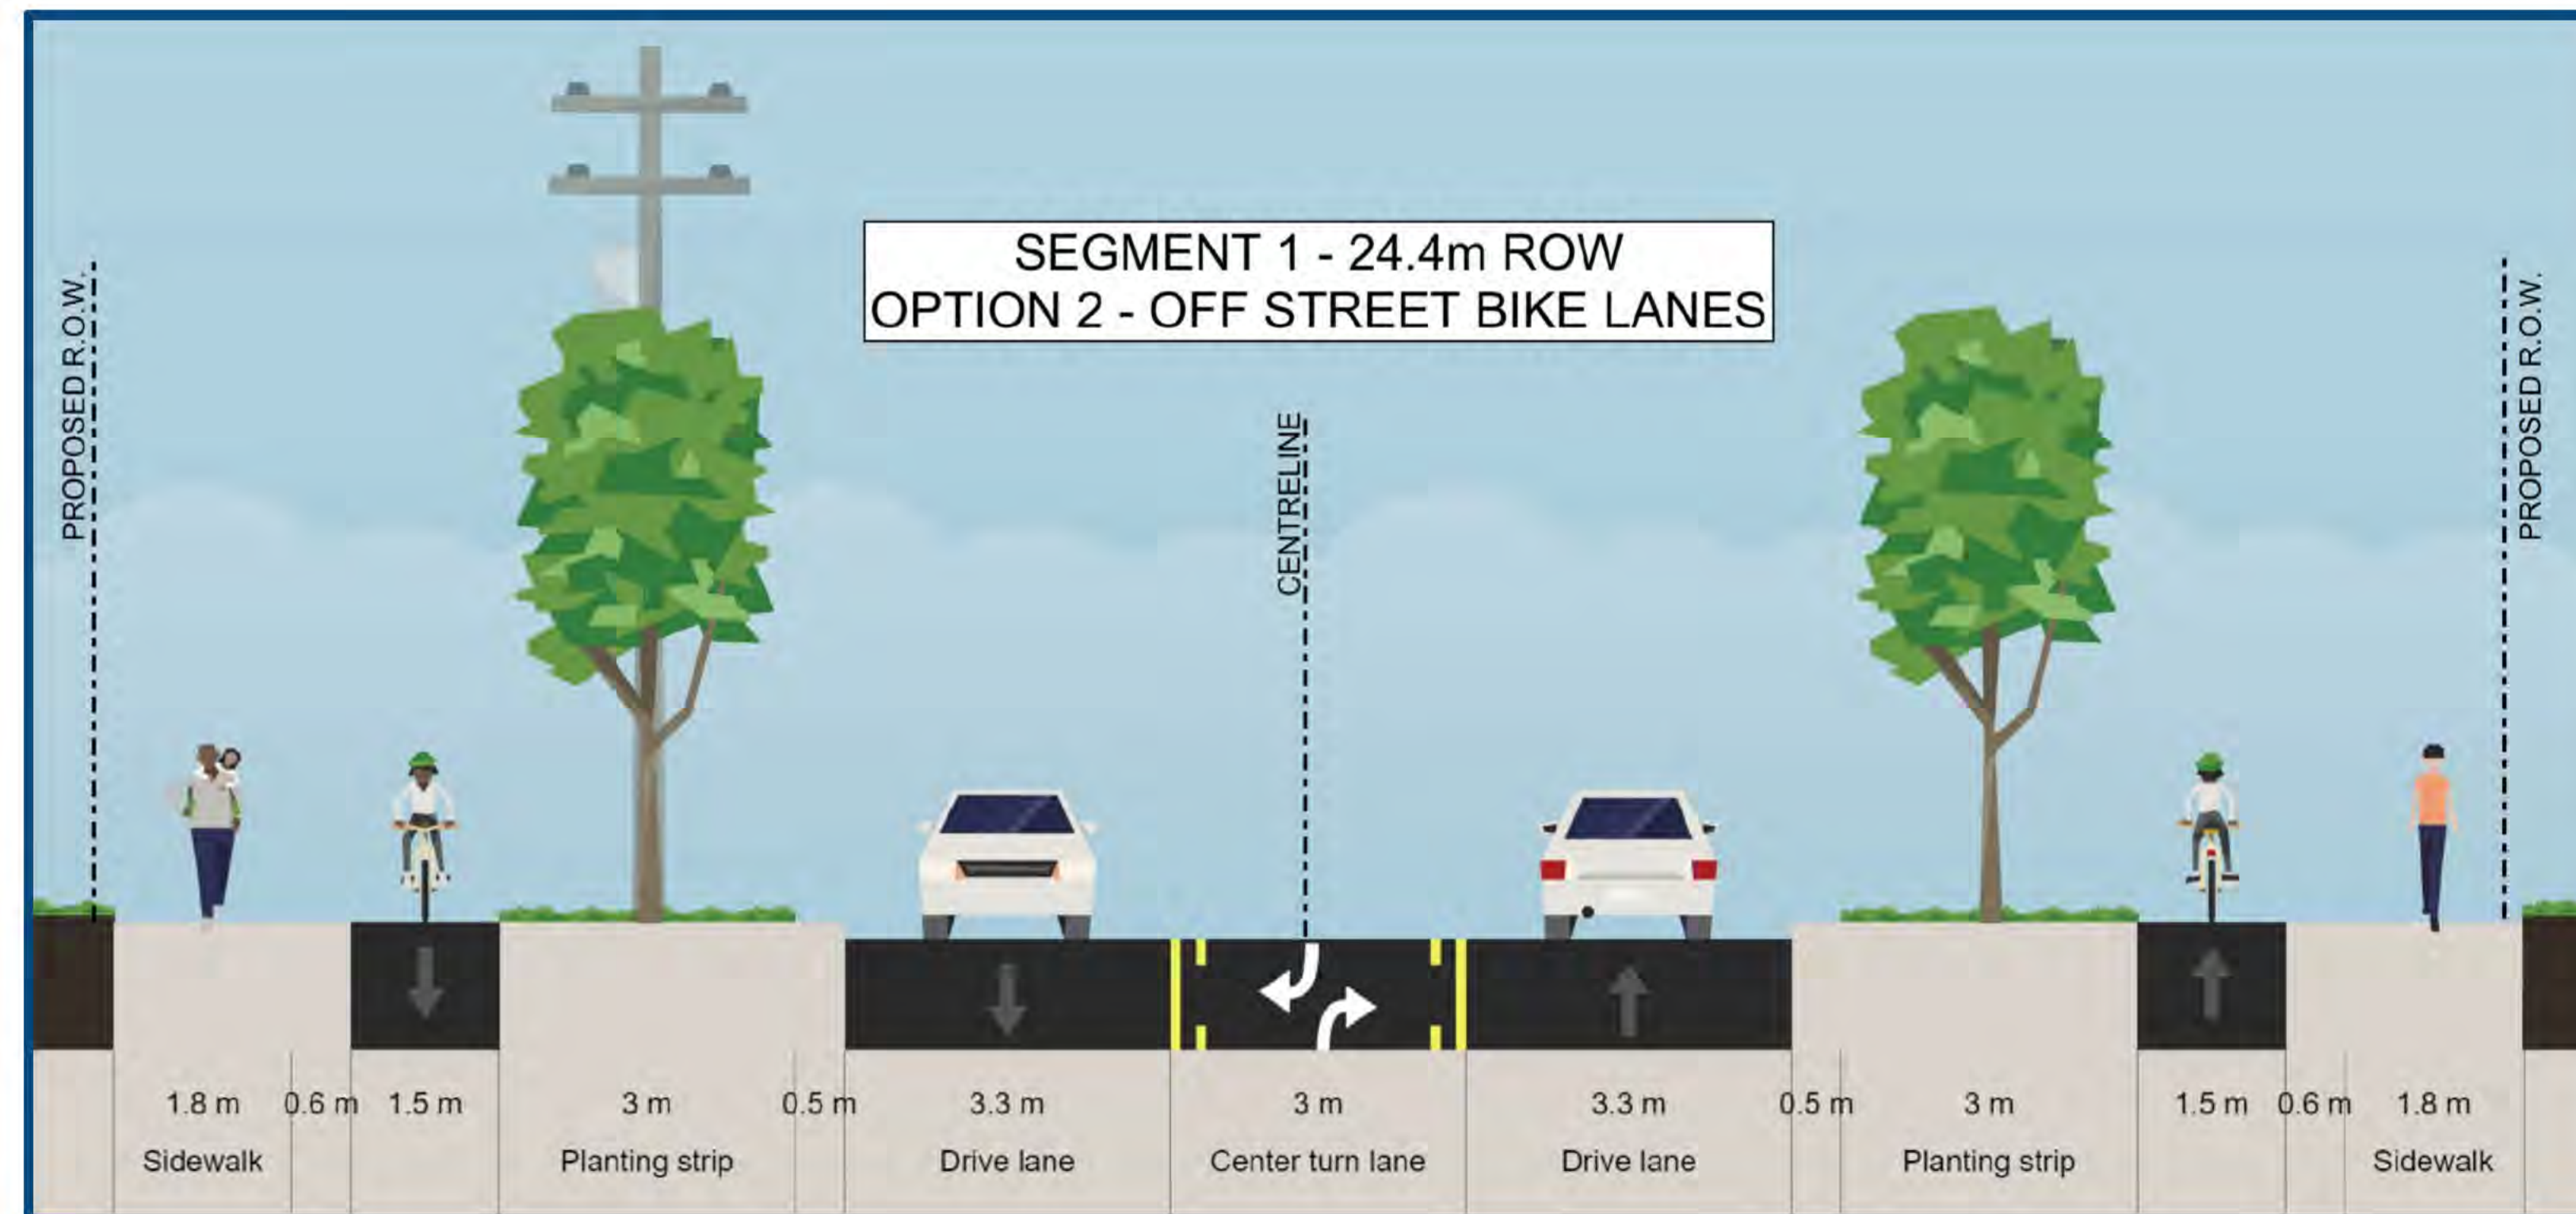 SEGMENT 1 - 24.4m ROW
OPTION 2 - OFF STREET BIKE LANES
PROPOSED R.O.W.
CENTRELINE
PROPOSED R.O.W.
1.8 m 0.6 m 1.5 m 3 m 0.5 m 3.3 m 3 m 3.3 m 0.5 m 3 m 1.5 m 0.6 m 1.8 m
Sidewalk Planting strip Drive lane Center turn lane Drive lane Planting strip Sidewalk